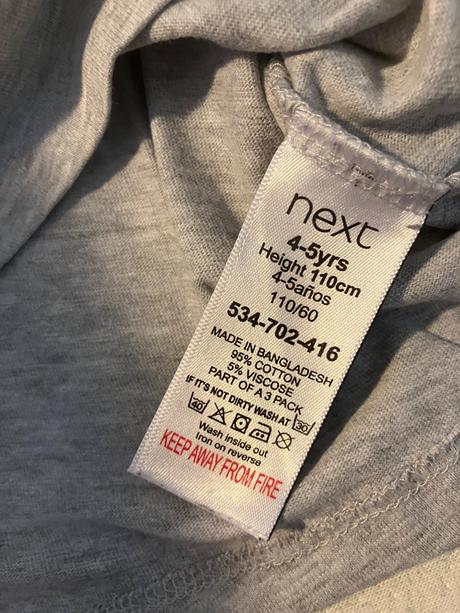 next
4-5yrs
Height 110cm
4-5años
110/60
534-702-416
MADE IN BANGLADESH
95% COTTON
5% VISCOSE
PART OF A 3 PACK
IF IT'S NOT DIRTY WASH AT 30
40
Wash inside out
Iron on reverse
KEEP AWAY FROM FIRE